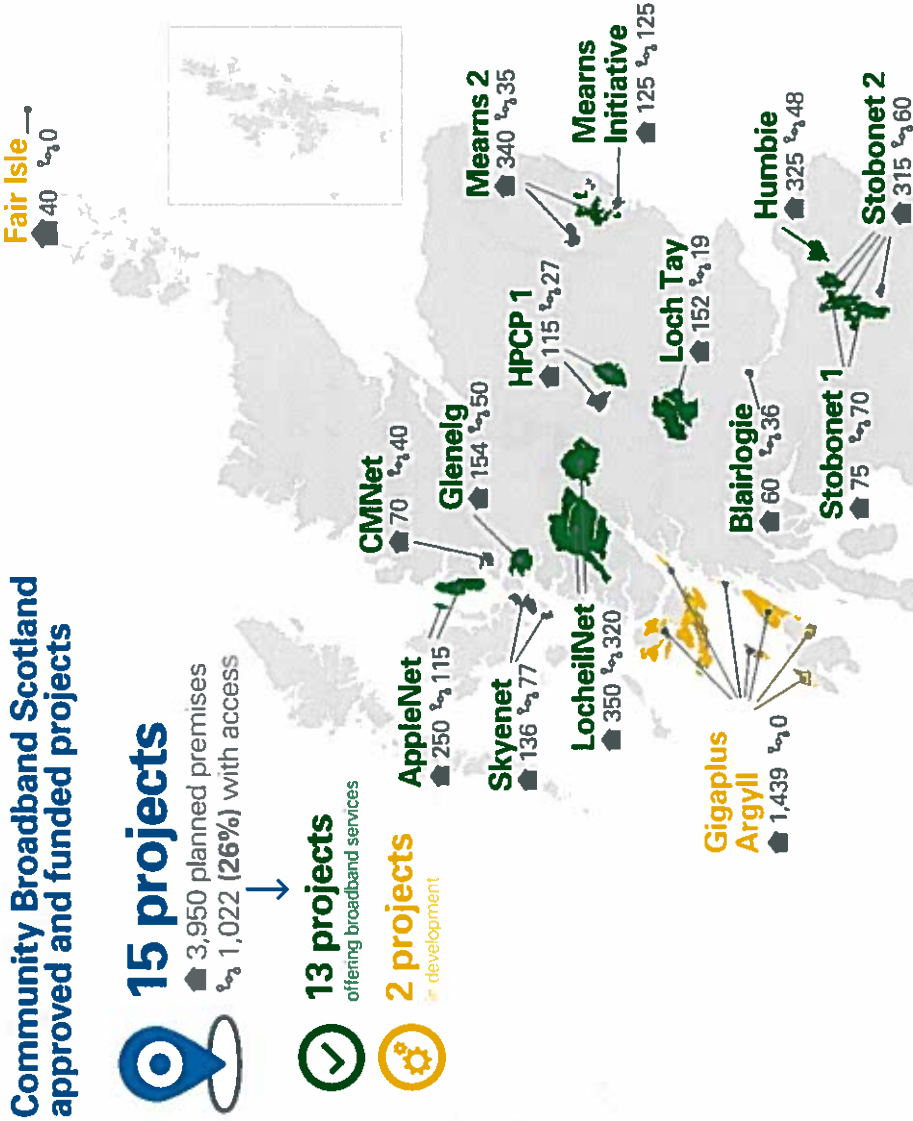 Community Broadband Scotland
approved and funded projects
15 projects
3,950 planned premises
1,022 (26%) with access
13 projects
offering broadband services
2 projects
in development
Fair Isle
40 0
Mearns 2
340 35
Mearns
Initiative
125 125
HPCP 1
115 27
CMNet
70 40
Glenelg
154 50
AppleNet
250 115
Skyenet
136 77
LocheilNet
350 320
Loch Tay
152 19
Humbie
325 48
Stobonet 2
315 60
Blairlogie
60 36
Stobonet 1
75 70
Gigaplus
Argyll
1,439 0